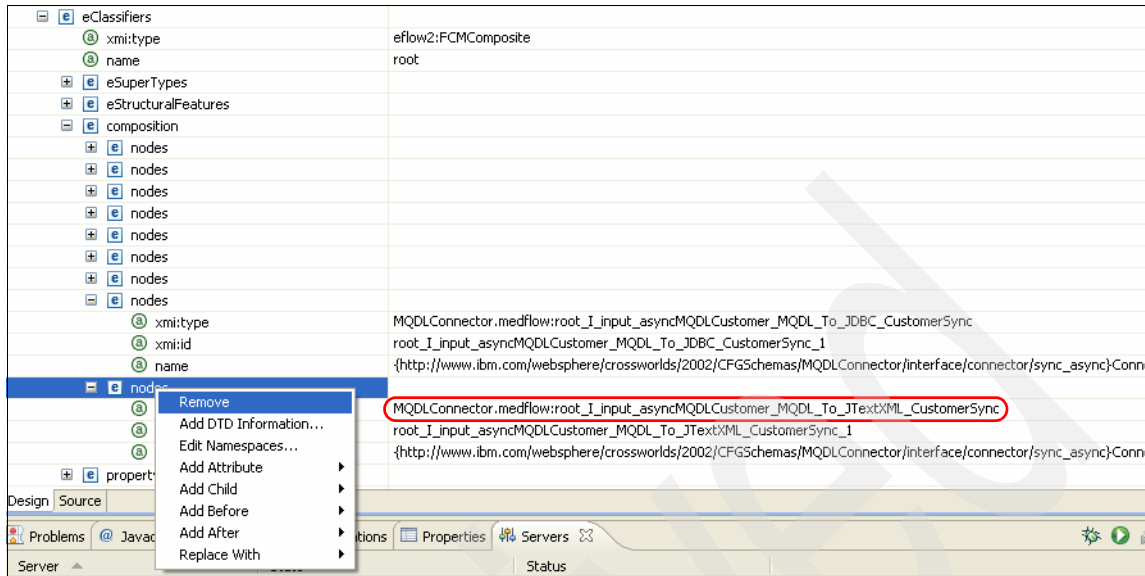 eClassifiers
xmi:type eflow2:FCMComposite
name root
eSuperTypes
eStructuralFeatures
composition
nodes
nodes
nodes
nodes
nodes
nodes
nodes
nodes
xmi:type MQDLConnector.medflow:root_I_input_asyncMQDLCustomer_MQDL_To_JDBC_CustomerSync
xmi:id root_I_input_asyncMQDLCustomer_MQDL_To_JDBC_CustomerSync_1
name {http://www.ibm.com/websphere/crossworlds/2002/CFGSchemas/MQDLConnector/interface/connector/sync_async}Conn
nodes
Remove MQDLConnector.medflow:root_I_input_asyncMQDLCustomer_MQDL_To_JTextXML_CustomerSync
Add DTD Information... root_I_input_asyncMQDLCustomer_MQDL_To_JTextXML_CustomerSync_1
Edit Namespaces... {http://www.ibm.com/websphere/crossworlds/2002/CFGSchemas/MQDLConnector/interface/connector/sync_async}Conn
Add Attribute
propert Add Child
Design Source Add Before
Problems @ Javac Add After tions Properties Servers
Replace With
Server Status